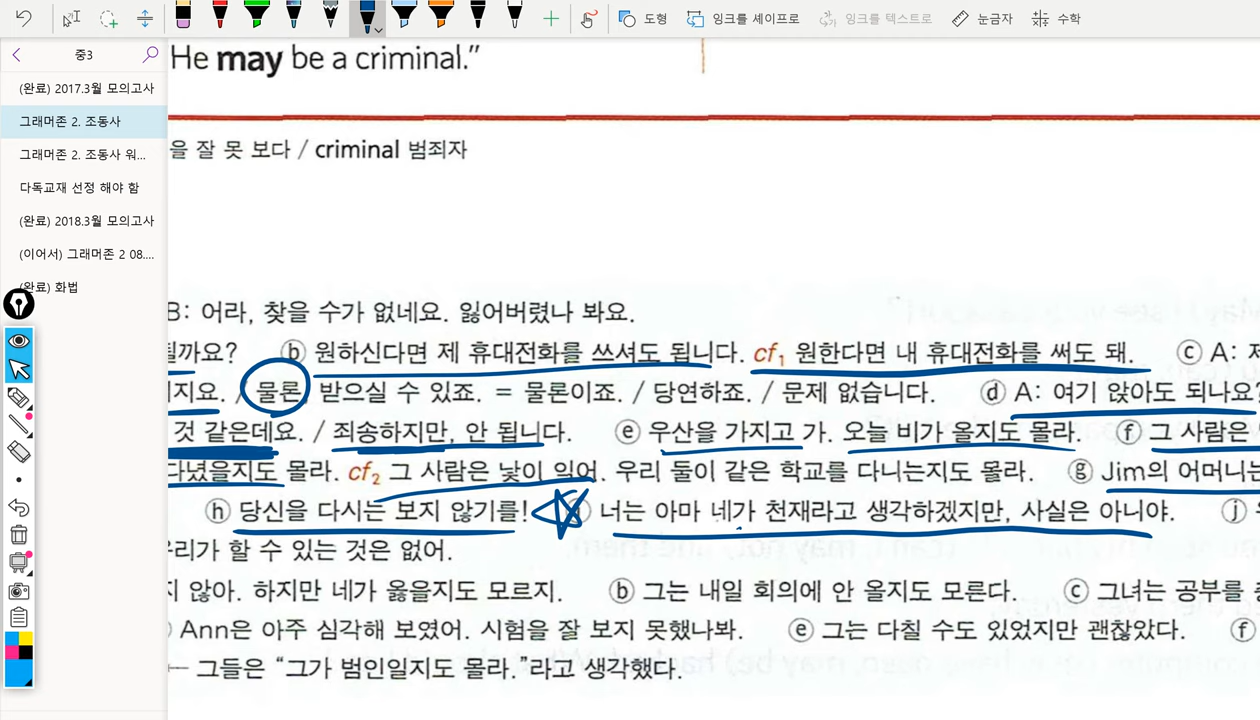 도형
잉크를 셰이프로
잉크를 텍스트로
눈금자
수학
중3
(완료) 2017.3월 모의고사
그래머존 2. 조동사
그래머존 2. 조동사 워...
다독교재 선정 해야 함
(완료) 2018.3월 모의고사
(이어서) 그래머존 2 08....
(완료) 화법
He may be a criminal.”
을 잘 못 보다 / criminal 범죄자
B: 어라, 찾을 수가 없네요. 잃어버렸나 봐요.
될까요? ⓑ 원하신다면 제 휴대전화를 쓰셔도 됩니다. cf₁ 원한다면 내 휴대전화를 써도 돼. ⓒ A: 저
지요. / 물론 받으실 수 있죠. = 물론이죠. / 당연하죠. / 문제 없습니다. ⓓ A: 여기 앉아도 되나요?
것 같은데요. / 죄송하지만, 안 됩니다. ⓔ 우산을 가지고 가. 오늘 비가 올지도 몰라. ⓕ 그 사람은
다녔을지도 몰라. cf₂ 그 사람은 낯이 익어. 우리 둘이 같은 학교를 다니는지도 몰라. ⓖ Jim의 어머니는
ⓗ 당신을 다시는 보지 않기를! 너는 아마 네가 천재라고 생각하겠지만, 사실은 아니야. ⓙ
우리가 할 수 있는 것은 없어.
지 않아. 하지만 네가 옳을지도 모르지. ⓑ 그는 내일 회의에 안 올지도 모른다. ⓒ 그녀는 공부를
Ann은 아주 심각해 보였어. 시험을 잘 보지 못했나봐. ⓔ 그는 다칠 수도 있었지만 괜찮았다. ⓕ
← 그들은 “그가 범인일지도 몰라.”라고 생각했다.